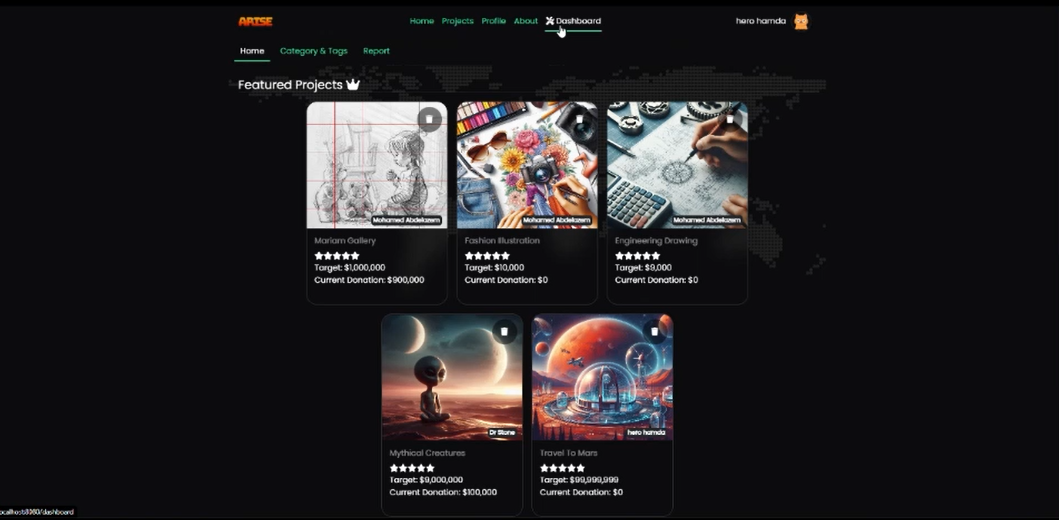 ARISE
Home Projects Profile About Dashboard
hero hamda
Home Category & Tags Report
Featured Projects
Mohamed Abdelazem
Mohamed Abdelazem
Mohamed Abdelazem
Mariam Gallery
Target: $1,000,000
Current Donation: $900,000
Fashion Illustration
Target: $10,000
Current Donation: $0
Engineering Drawing
Target: $9,000
Current Donation: $0
Dr Stone
hero hamda
Mythical Creatures
Target: $9,000,000
Current Donation: $100,000
Travel To Mars
Target: $99,999,999
Current Donation: $0